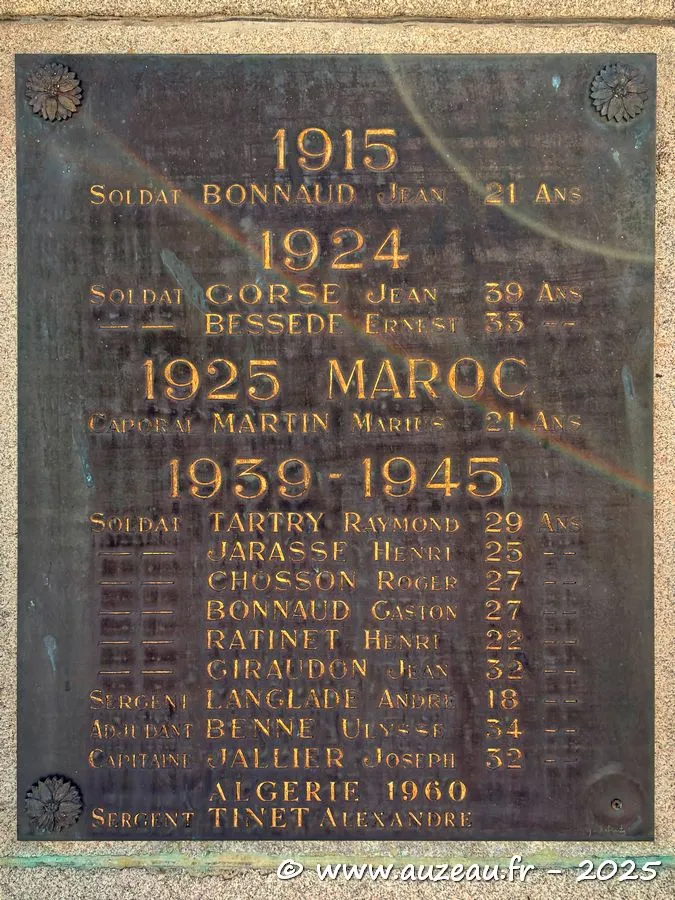 1915
SOLDAT BONNAUD JEAN 21 ANS
1924
SOLDAT GORSE JEAN 39 ANS
— — BESSEDE ERNEST 33 --
1925 MAROC
CAPORAL MARTIN MARIUS 21 ANS
1939-1945
SOLDAT TARTRY RAYMOND 29 ANS
— — JARASSE HENRI 25 --
— — CHOSSON ROGER 27 --
— — BONNAUD GASTON 27 --
— — RATINET HENRI 22 --
— — GIRAUDON JEAN 32 --
SERGENT LANGLADE ANDRE 18 --
ADJUDANT BENNE ULYSSE 34 --
CAPITAINE JALLIER JOSEPH 32 --
ALGERIE 1960
SERGENT TINET ALEXANDRE
© www.auzeau.fr - 2025